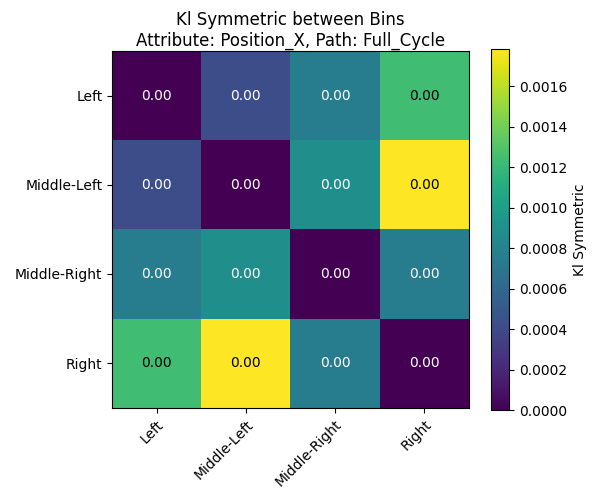 Kl Symmetric between Bins
Attribute: Position_X, Path: Full_Cycle
Left
0.00 0.00 0.00 0.00
Middle-Left
0.00 0.00 0.00 0.00
Middle-Right
0.00 0.00 0.00 0.00
Right
0.00 0.00 0.00 0.00
Left
Middle-Left
Middle-Right
Right
0.0016
0.0014
0.0012
0.0010
0.0008
0.0006
0.0004
0.0002
0.0000
Kl Symmetric